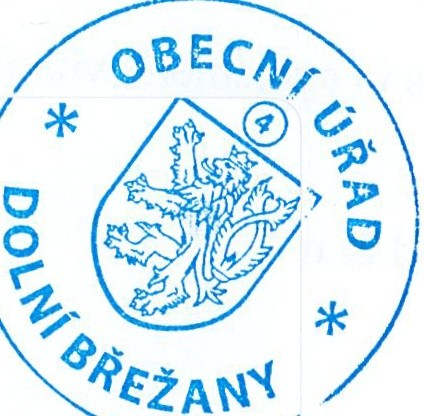 OBECNÍ ÚŘAD
4
* DOLNÍ BŘEŽANY *